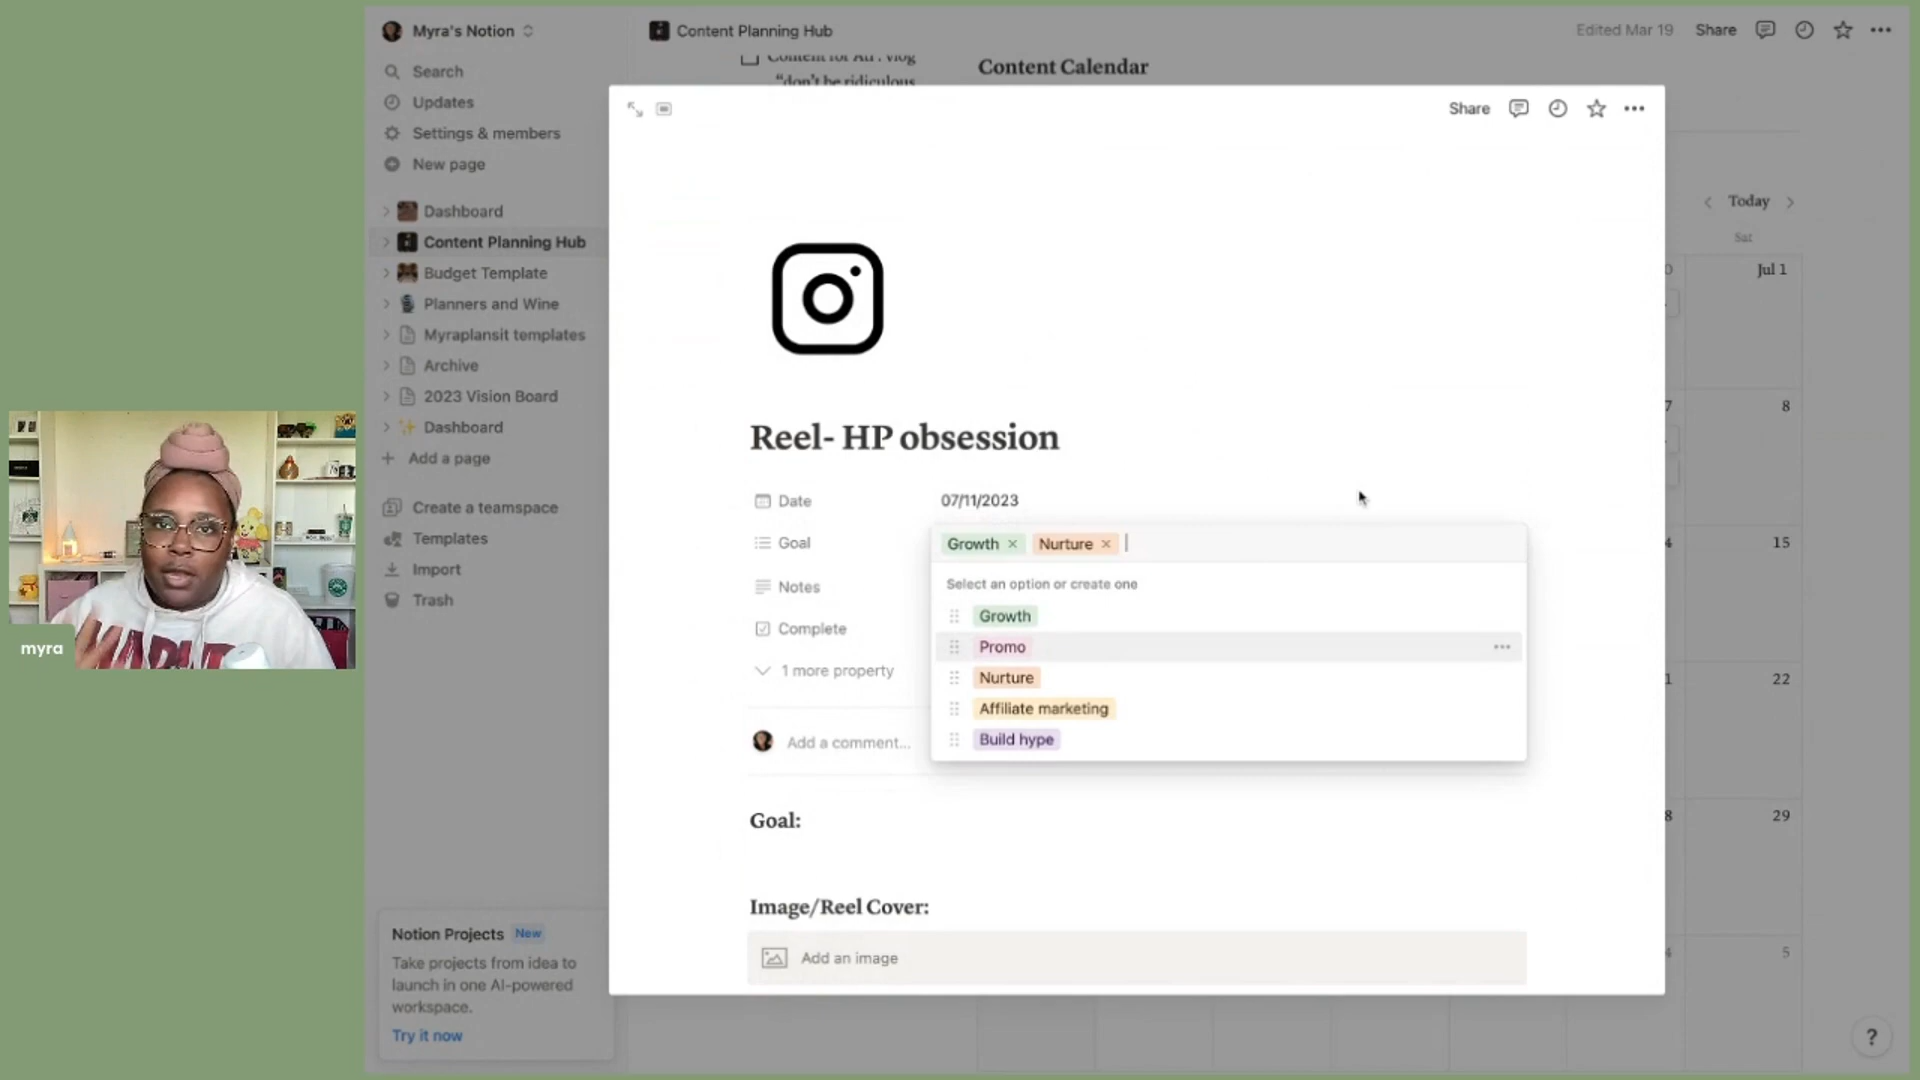 Myra's Notion
Search
Updates
Settings & members
New page
Dashboard
Content Planning Hub
Budget Template
Planners and Wine
Myraplansit templates
Archive
2023 Vision Board
Dashboard
Add a page
Create a teamspace
Templates
Import
Trash
Notion Projects New
Take projects from idea to
launch in one AI-powered
workspace.
Try it now
myra
Content Planning Hub
Edited Mar 19
Share
"don't be ridiculous
Content Calendar
Today
Sat
Jul 1
8
15
22
29
5
Share
Reel- HP obsession
Date 07/11/2023
Goal Growth × Nurture ×
Select an option or create one
Growth
Promo
Nurture
Affiliate marketing
Build hype
Notes
Complete
1 more property
Add a comment...
Goal:
Image/Reel Cover:
Add an image
?